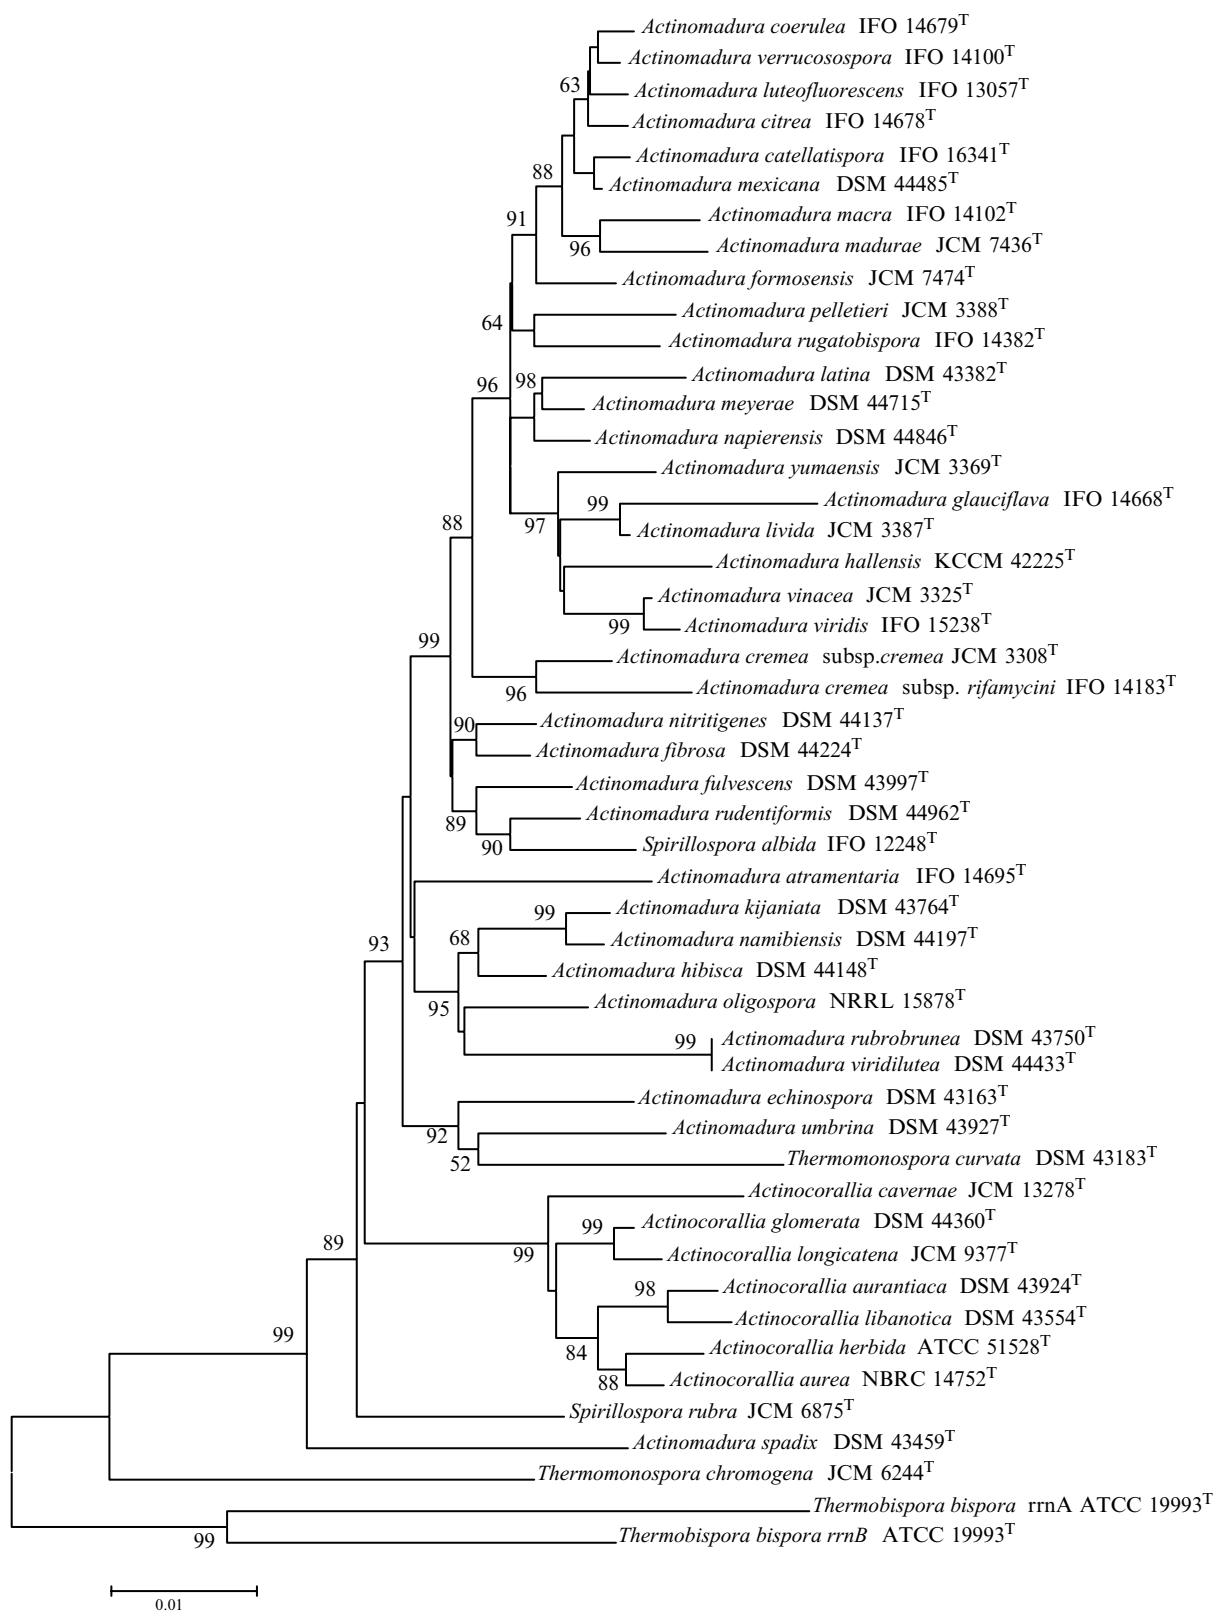 Actinomadura coerulea IFO 14679T
Actinomadura verrucosospora IFO 14100T
63
Actinomadura luteofluorescens IFO 13057T
Actinomadura citrea IFO 14678T
Actinomadura catellatispora IFO 16341T
88
Actinomadura mexicana DSM 44485T
91
Actinomadura macra IFO 14102T
96
Actinomadura madurae JCM 7436T
Actinomadura formosensis JCM 7474T
Actinomadura pelletieri JCM 3388T
64
Actinomadura rugatobispora IFO 14382T
96
98
Actinomadura latina DSM 43382T
Actinomadura meyerae DSM 44715T
Actinomadura napierensis DSM 44846T
Actinomadura yumaensis JCM 3369T
99
Actinomadura glauciflava IFO 14668T
88
97
Actinomadura livida JCM 3387T
Actinomadura hallensis KCCM 42225T
Actinomadura vinacea JCM 3325T
99
Actinomadura viridis IFO 15238T
99
Actinomadura cremea subsp.cremea JCM 3308T
96
Actinomadura cremea subsp. rifamycini IFO 14183T
90
Actinomadura nitritigenes DSM 44137T
Actinomadura fibrosa DSM 44224T
Actinomadura fulvescens DSM 43997T
89
Actinomadura rudentiformis DSM 44962T
90
Spirillospora albida IFO 12248T
Actinomadura atramentaria IFO 14695T
99
Actinomadura kijaniata DSM 43764T
93
68
Actinomadura namibiensis DSM 44197T
Actinomadura hibisca DSM 44148T
95
Actinomadura oligospora NRRL 15878T
99
Actinomadura rubrobrunea DSM 43750T
Actinomadura viridilutea DSM 44433T
Actinomadura echinospora DSM 43163T
92
Actinomadura umbrina DSM 43927T
52
Thermomonospora curvata DSM 43183T
Actinocorallia cavernae JCM 13278T
99
Actinocorallia glomerata DSM 44360T
89
99
Actinocorallia longicatena JCM 9377T
98
Actinocorallia aurantiaca DSM 43924T
Actinocorallia libanotica DSM 43554T
99
84
Actinocorallia herbida ATCC 51528T
88
Actinocorallia aurea NBRC 14752T
Spirillospora rubra JCM 6875T
Actinomadura spadix DSM 43459T
Thermomonospora chromogena JCM 6244T
Thermobispora bispora rrnA ATCC 19993T
99
Thermobispora bispora rrnB ATCC 19993T
0.01